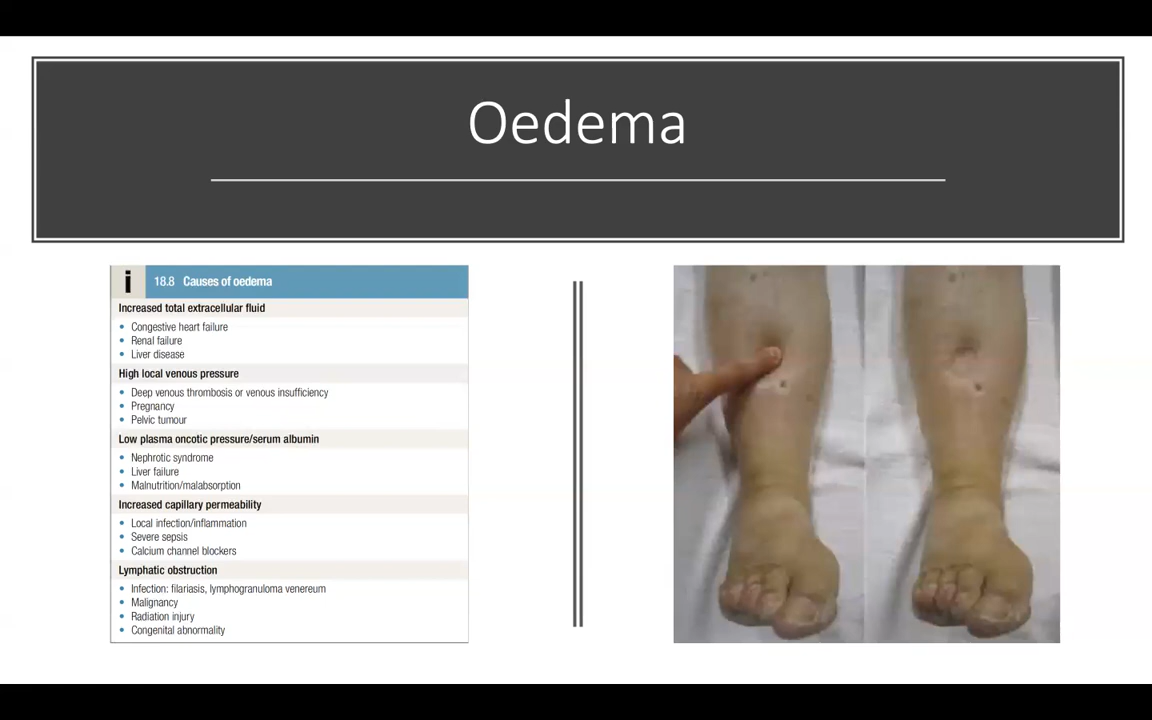 Oedema
i 18.8 Causes of oedema
Increased total extracellular fluid
• Congestive heart failure
• Renal failure
• Liver disease
High local venous pressure
• Deep venous thrombosis or venous insufficiency
• Pregnancy
• Pelvic tumour
Low plasma oncotic pressure/serum albumin
• Nephrotic syndrome
• Liver failure
• Malnutrition/malabsorption
Increased capillary permeability
• Local infection/inflammation
• Severe sepsis
• Calcium channel blockers
Lymphatic obstruction
• Infection: filariasis, lymphogranuloma venereum
• Malignancy
• Radiation injury
• Congenital abnormality